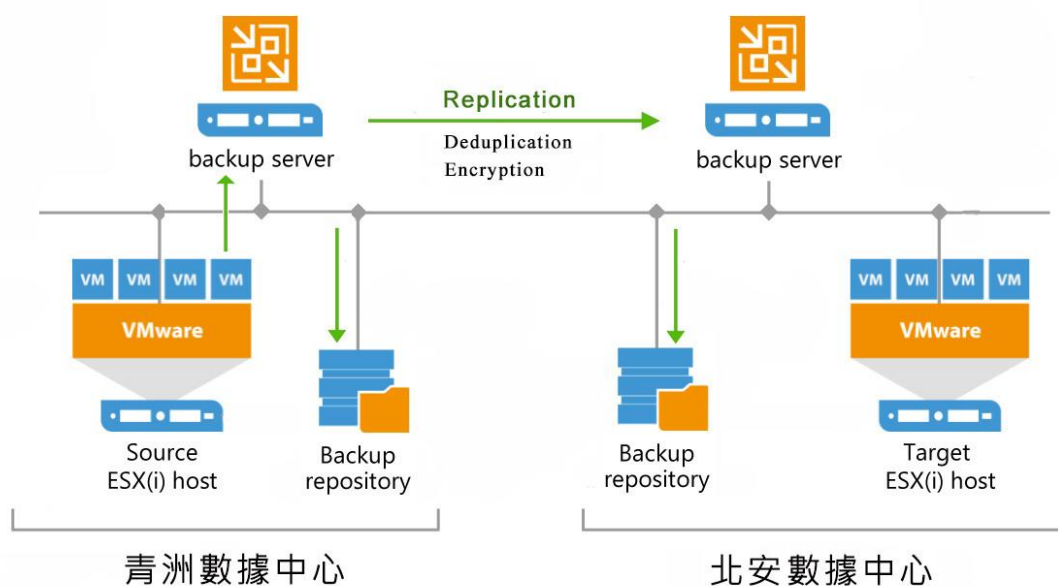 Replication
Deduplication
Encryption
backup server
backup server
VM VM VM VM
VMware
VM VM VM VM
VMware
Source
ESX(i) host
Backup
repository
Backup
repository
Target
ESX(i) host
青洲數據中心
北安數據中心